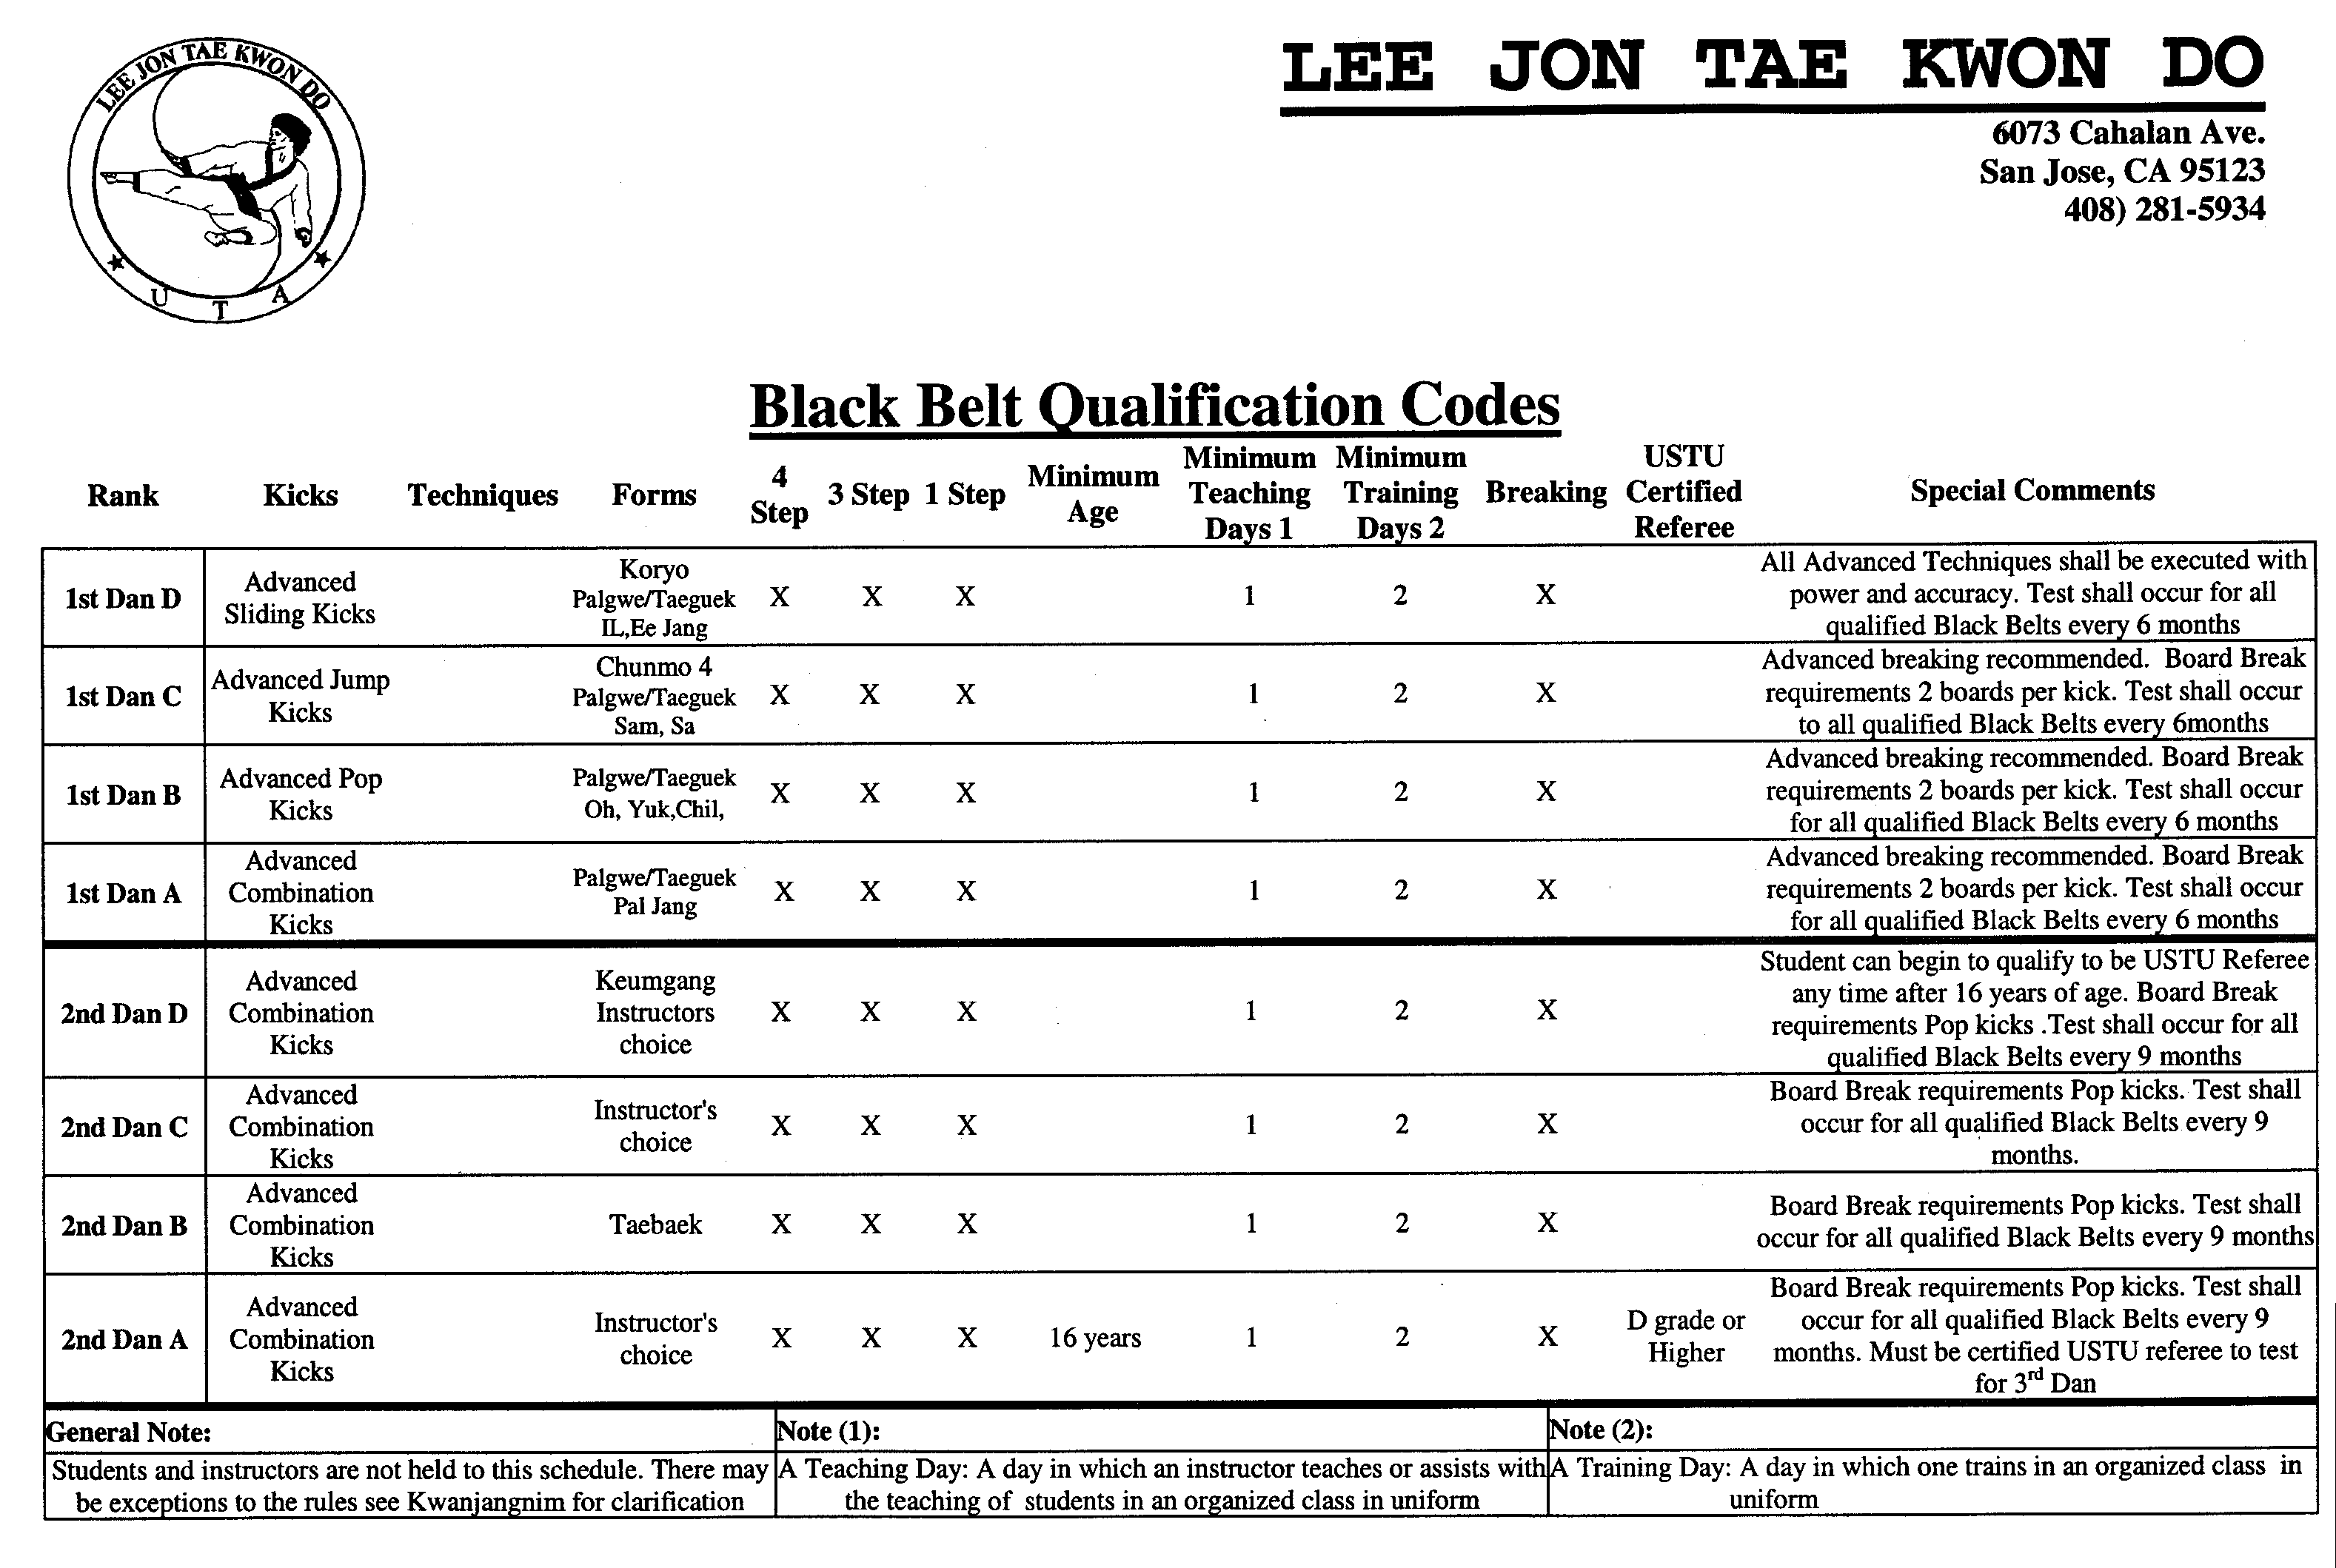 LEE JON TAE KWON DO
U T A
LEE JON TAE KWON DO
6073 Cahalan Ave.
San Jose, CA 95123
408) 281-5934
Black Belt Qualification Codes
Rank Kicks Techniques Forms 4 Step 3 Step 1 Step Minimum Age Minimum Teaching Days 1 Minimum Training Days 2 Breaking USTU Certified Referee Special Comments
1st Dan D
Advanced
Sliding Kicks
Koryo
Palgwe/Taeguek
IL,Ee Jang
X X X 1 2 X
All Advanced Techniques shall be executed with
power and accuracy. Test shall occur for all
qualified Black Belts every 6 months
1st Dan C
Advanced Jump
Kicks
Chunmo 4
Palgwe/Taeguek
Sam, Sa
X X X 1 2 X
Advanced breaking recommended. Board Break
requirements 2 boards per kick. Test shall occur
to all qualified Black Belts every 6months
1st Dan B
Advanced Pop
Kicks
Palgwe/Taeguek
Oh, Yuk,Chil,
X X X 1 2 X
Advanced breaking recommended. Board Break
requirements 2 boards per kick. Test shall occur
for all qualified Black Belts every 6 months
1st Dan A
Advanced
Combination
Kicks
Palgwe/Taeguek
Pal Jang
X X X 1 2 X
Advanced breaking recommended. Board Break
requirements 2 boards per kick. Test shall occur
for all qualified Black Belts every 6 months
2nd Dan D
Advanced
Combination
Kicks
Keumgang
Instructors
choice
X X X 1 2 X
Student can begin to qualify to be USTU Referee
any time after 16 years of age. Board Break
requirements Pop kicks .Test shall occur for all
qualified Black Belts every 9 months
2nd Dan C
Advanced
Combination
Kicks
Instructor's
choice
X X X 1 2 X
Board Break requirements Pop kicks. Test shall
occur for all qualified Black Belts every 9
months.
2nd Dan B
Advanced
Combination
Kicks
Taebaek
X X X 1 2 X
Board Break requirements Pop kicks. Test shall
occur for all qualified Black Belts every 9 months
2nd Dan A
Advanced
Combination
Kicks
Instructor's
choice
X X X 16 years 1 2 X
D grade or
Higher
Board Break requirements Pop kicks. Test shall
occur for all qualified Black Belts every 9
months. Must be certified USTU referee to test
for 3rd Dan
General Note:
Students and instructors are not held to this schedule. There may
be exceptions to the rules see Kwanjangnim for clarification
Note (1):
A Teaching Day: A day in which an instructor teaches or assists with
the teaching of students in an organized class in uniform
Note (2):
A Training Day: A day in which one trains in an organized class in
uniform